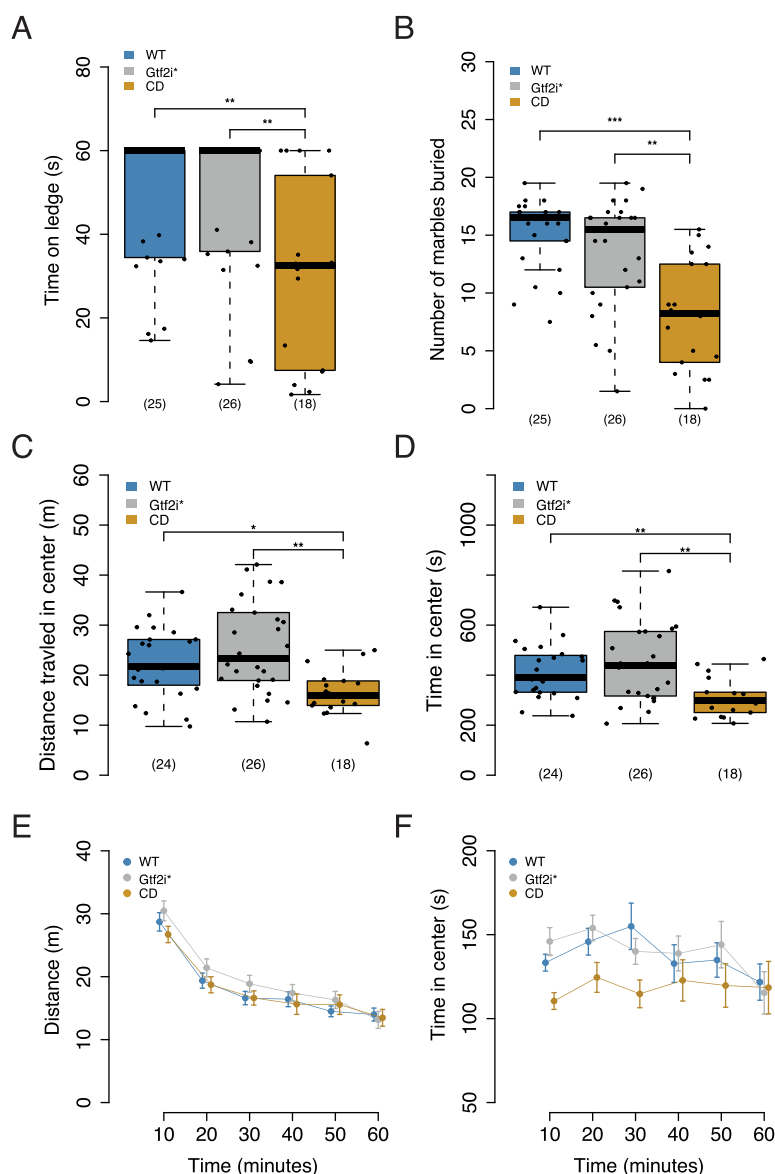 A
WT
Gtf2i*
CD
Time on ledge (s)
0
20
40
60
80
**
**
(25)
(26)
(18)
B
WT
Gtf2i*
CD
Number of marbles buried
0
5
10
15
20
25
30
***
**
(25)
(26)
(18)
C
WT
Gtf2i*
CD
Distance travled in center (m)
0
10
20
30
40
50
60
*
**
(24)
(26)
(18)
D
WT
Gtf2i*
CD
Time in center (s)
200
600
1000
**
**
(24)
(26)
(18)
E
WT
Gtf2i*
CD
Distance (m)
0
10
20
30
40
10 20 30 40 50 60
Time (minutes)
F
WT
Gtf2i*
CD
Time in center (s)
50
100
150
200
10 20 30 40 50 60
Time (minutes)